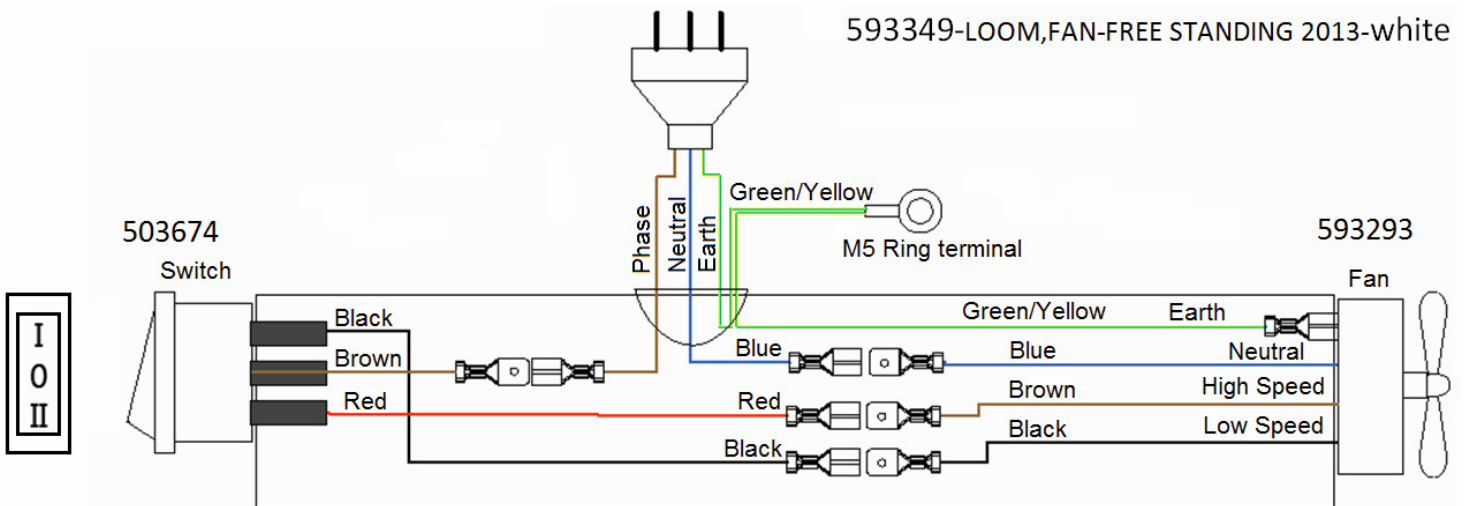 593349-LOOM,FAN-FREE STANDING 2013-white
Green/Yellow
Phase
Neutral
Earth
M5 Ring terminal
503674
Switch
593293
Fan
I
0
II
Black
Brown
Red
Green/Yellow Earth
Blue Blue Neutral
Red Brown High Speed
Black Black Low Speed